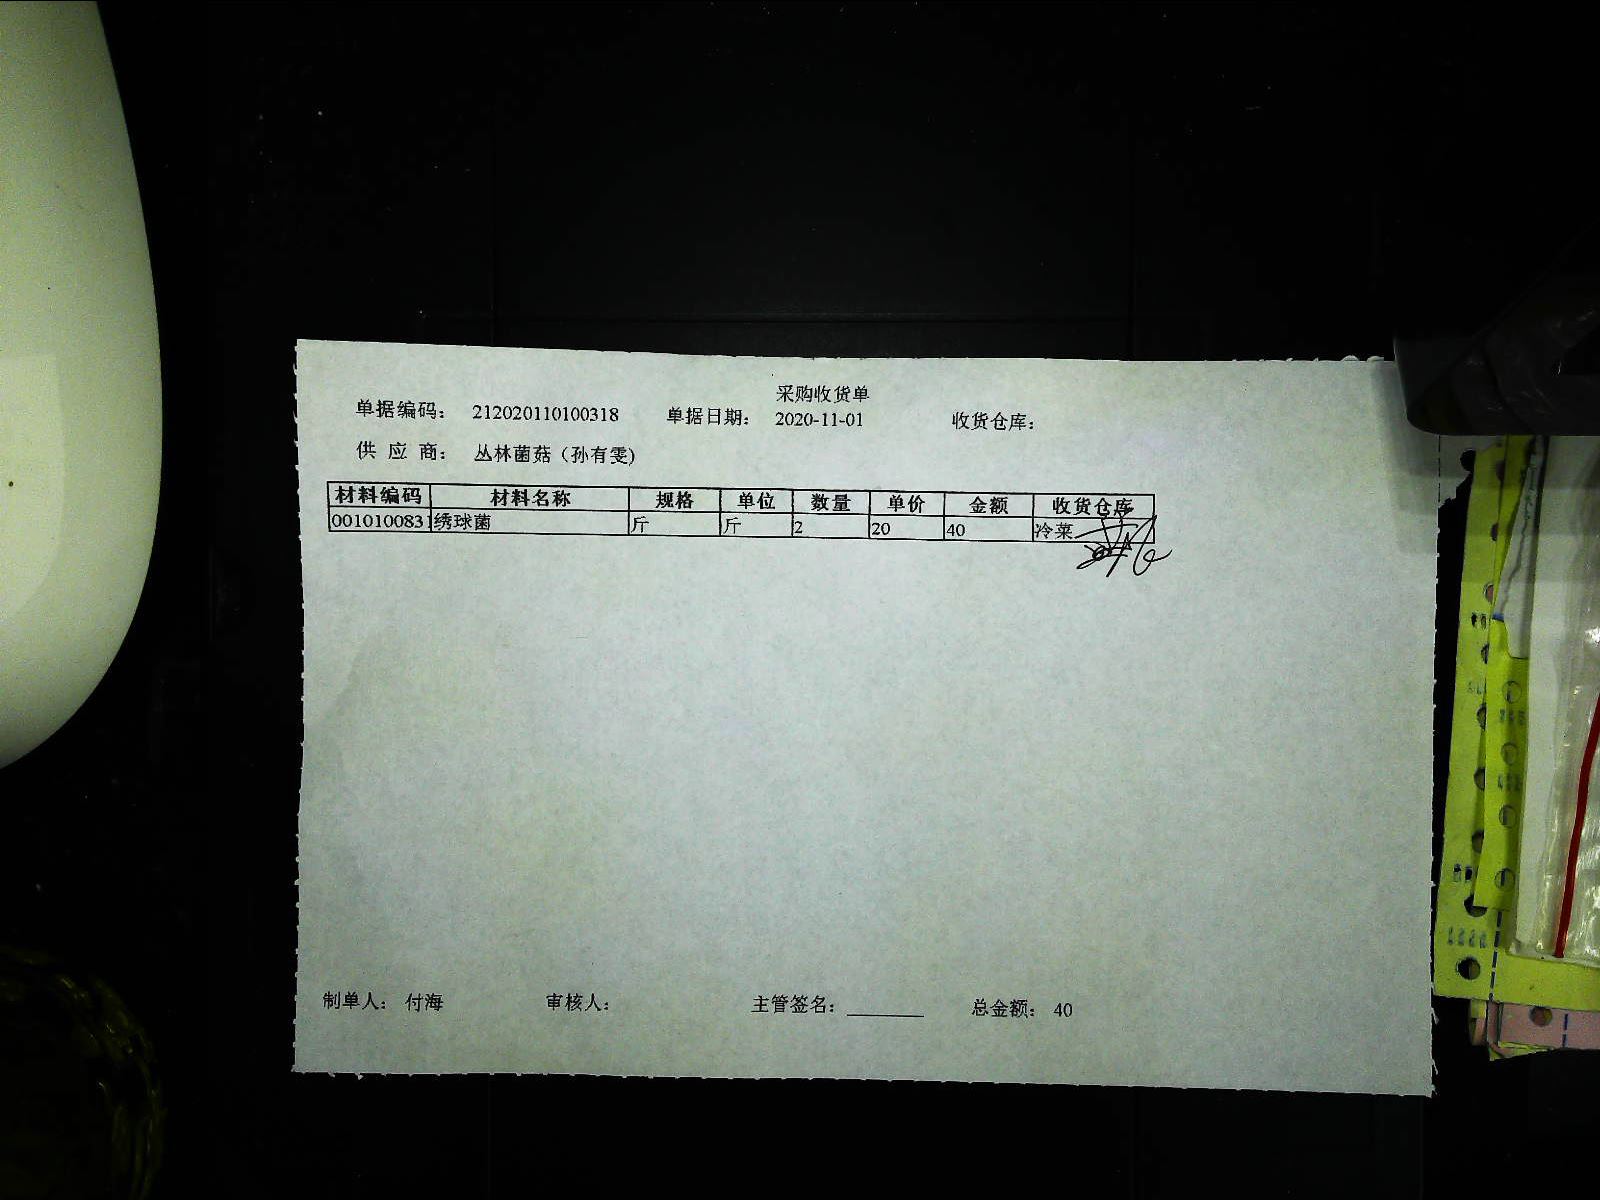 采购收货单
单据编码： 212020110100318 单据日期： 2020-11-01 收货仓库：
供 应 商： 丛林菌菇（孙有雯）
材料编码 材料名称 规格 单位 数量 单价 金额 收货仓库
001010083 绣球菌 斤 斤 2 20 40 冷菜
制单人： 付海 审核人： 主管签名： 总金额： 40